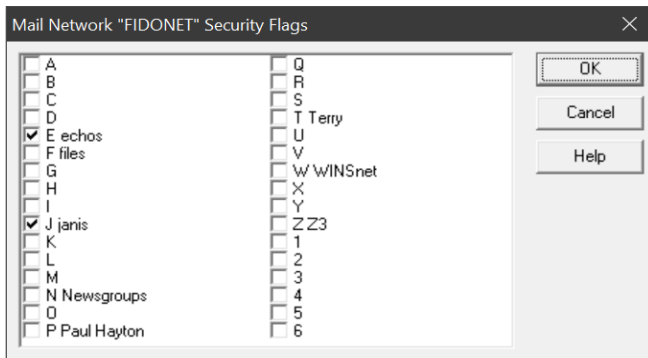 Mail Network "FIDONET" Security Flags
A
B
C
D
E echos
F files
G
H
I
J janis
K
L
M
N Newsgroups
O
P Paul Hayton
Q
R
S
T Terry
U
V
W WINSnet
X
Y
Z Z3
1
2
3
4
5
6
OK
Cancel
Help